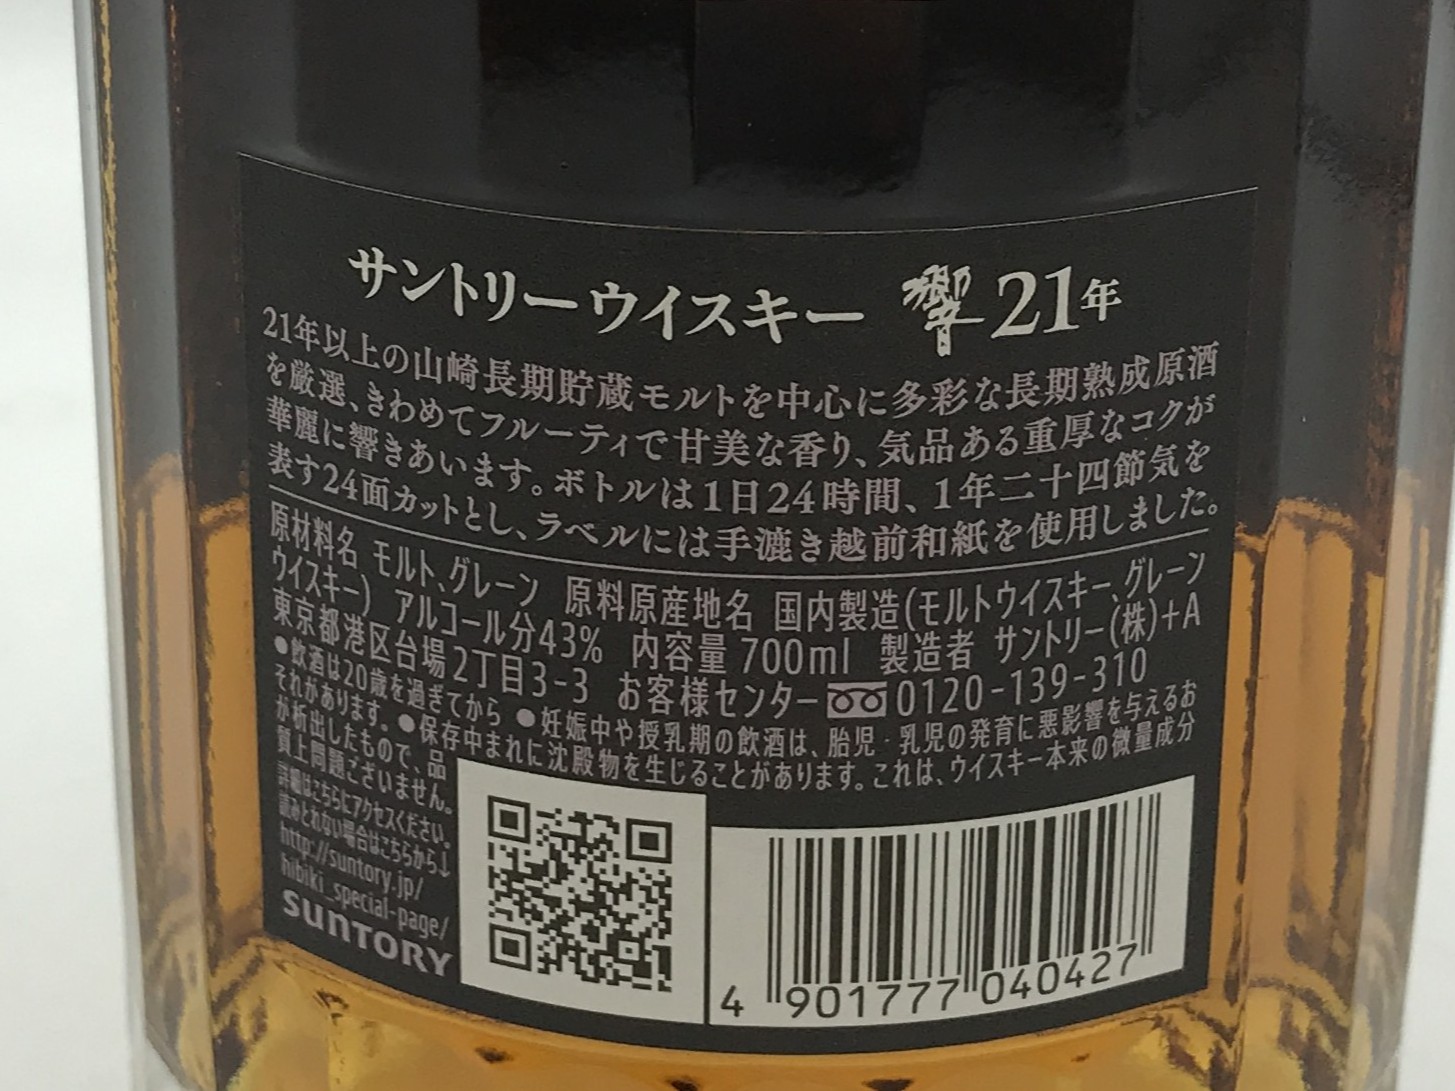 サントリーウイスキー 響 21年
21年以上の山崎長期貯蔵モルトを中心に多彩な長期熟成原酒
を厳選、きわめてフルーティで甘美な香り、気品ある重厚なコクが
華麗に響きあいます。ボトルは1日24時間、1年二十四節気を
表す24面カットとし、ラベルには手漉き越前和紙を使用しました。
原材料名 モルト、グレーン 原料原産地名 国内製造(モルトウイスキー、グレーン
ウイスキー) アルコール分43% 内容量 700ml 製造者 サントリー(株)+A
東京都港区台場2丁目3-3 お客様センター 0120-139-310
●飲酒は20歳を過ぎてから ●妊娠中や授乳期の飲酒は、胎児・乳児の発育に悪影響を与えるお
それがあります。●保存中まれに沈殿物を生じることがあります。これは、ウイスキー本来の微量成分
が析出したもので、品
質上問題ございません。
詳細はこちらにアクセスください。
読みとれない場合はこちらから↓
http://suntory.jp/
hibiki_special-page/
SUNTORY
4 901777 040427